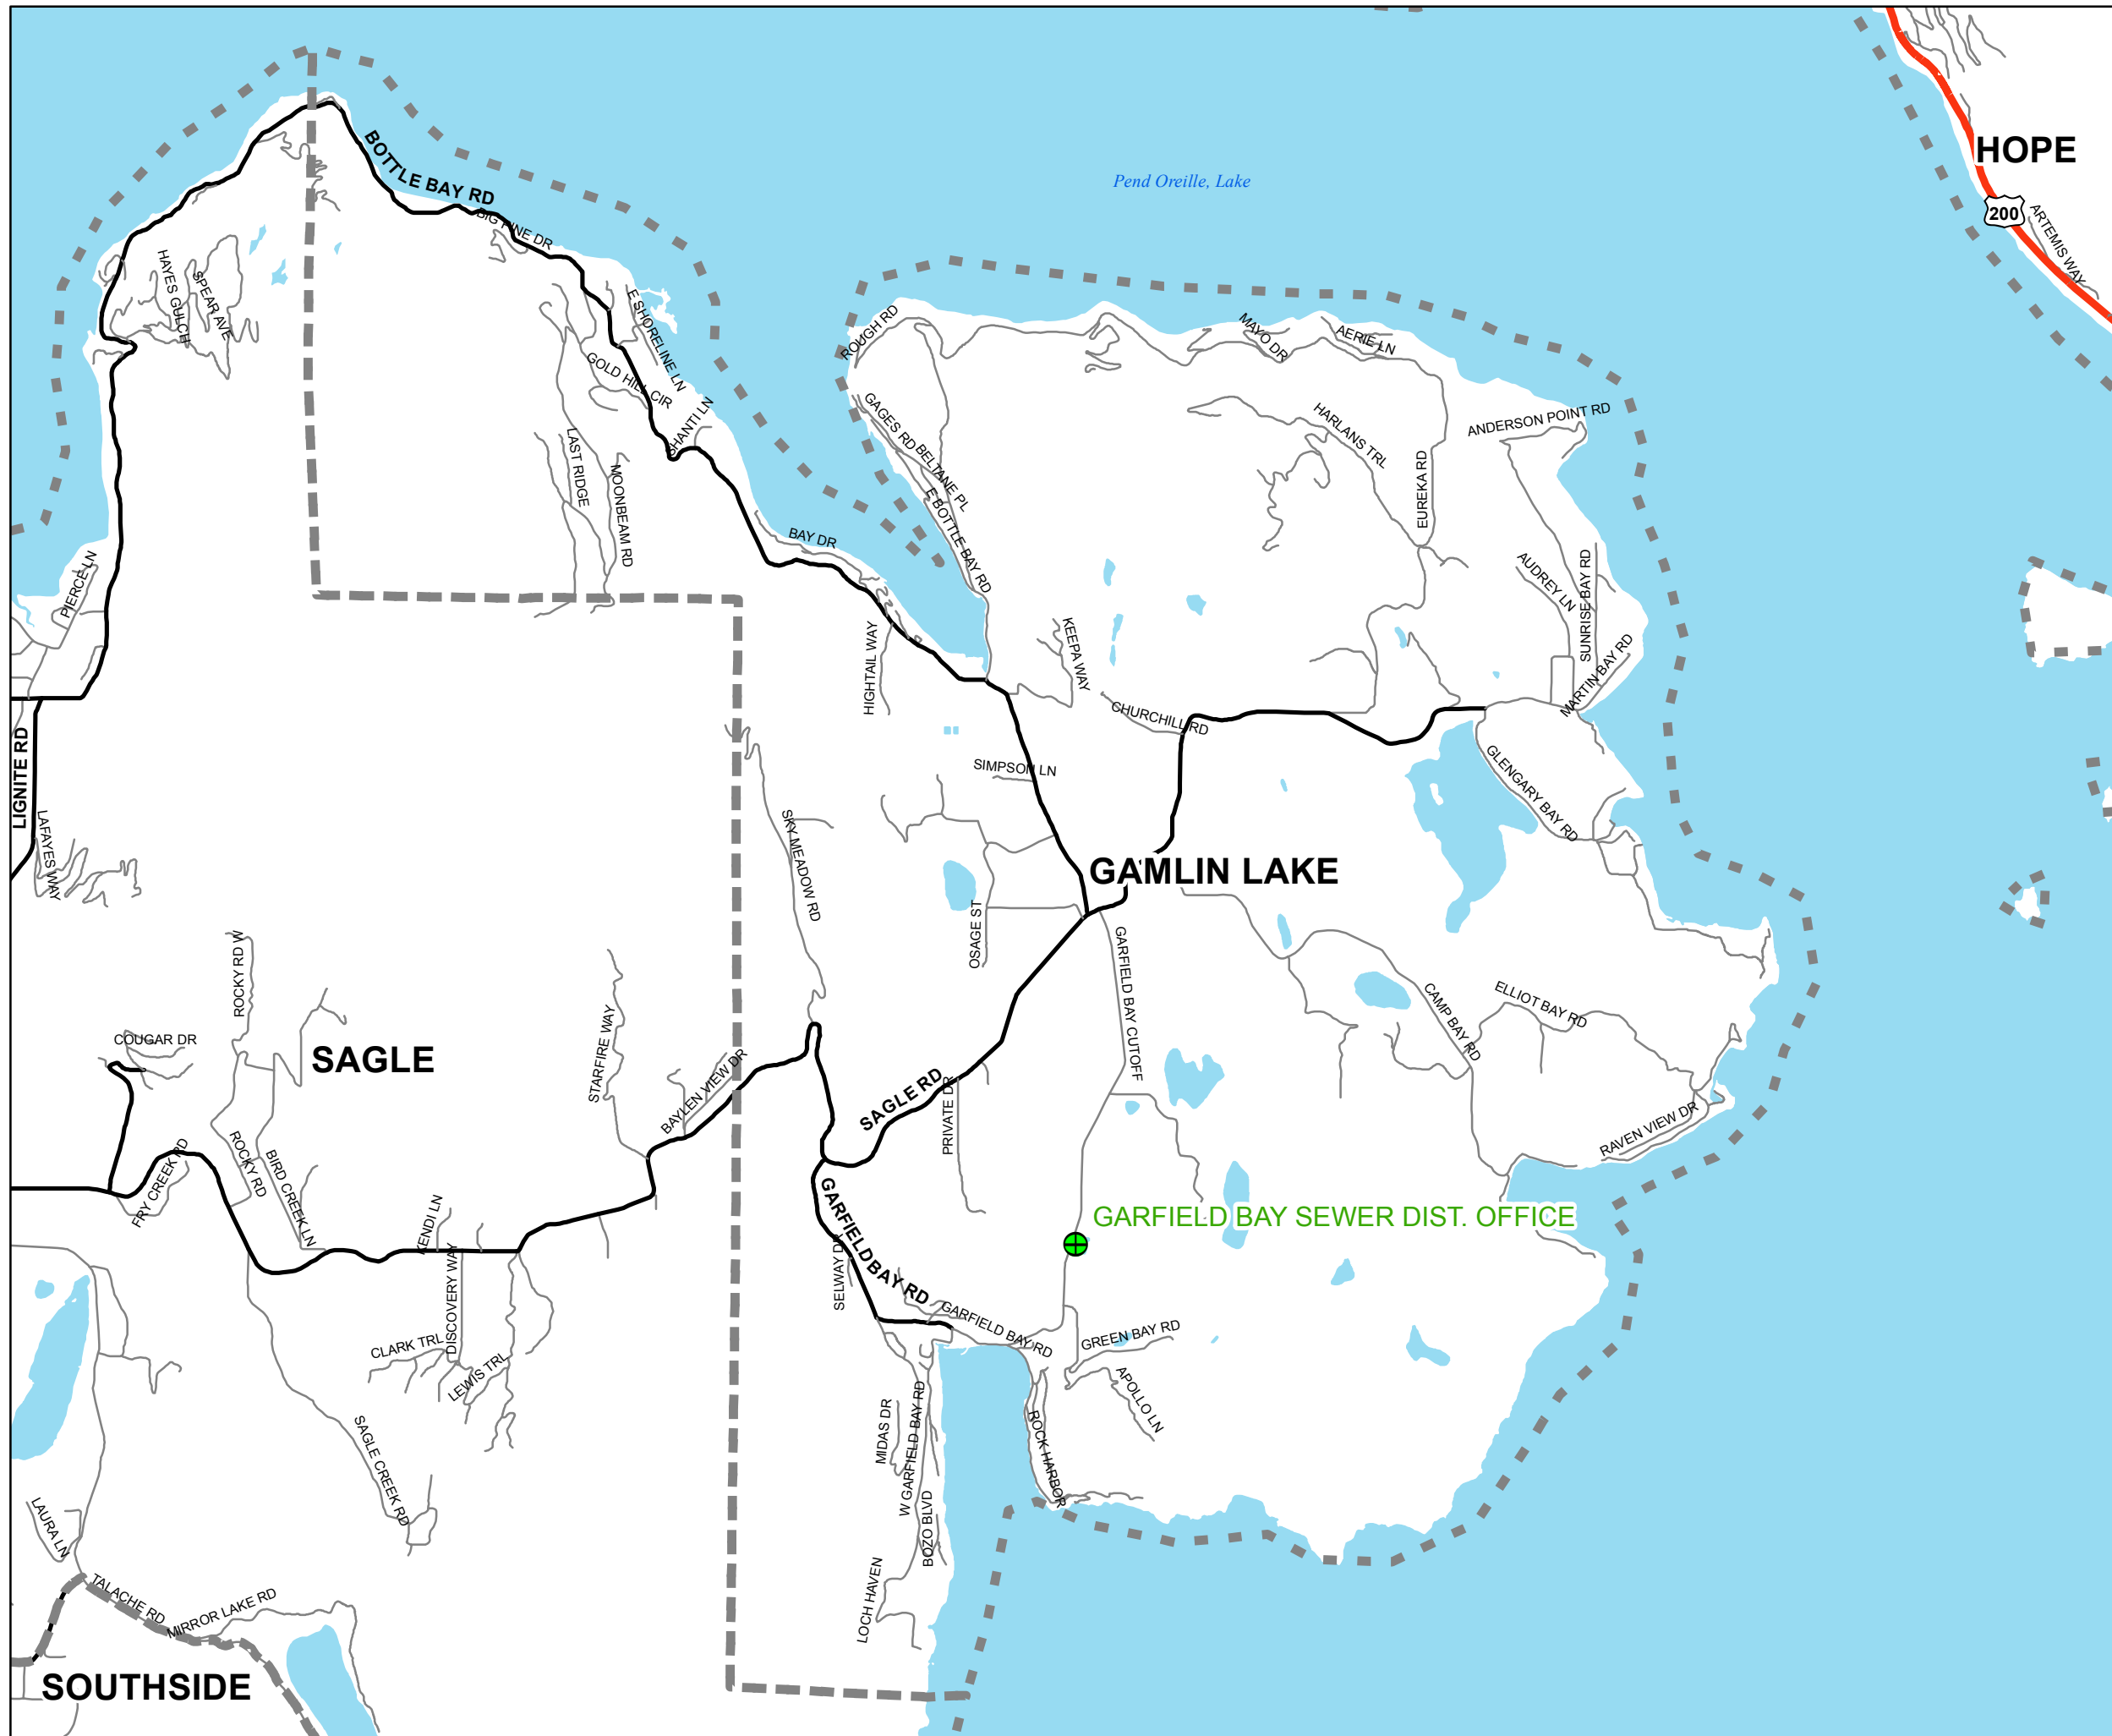 HOPE
BOTTLE BAY RD
Pend Oreille, Lake
200
ARTEMIS WAY
BIG PINE DR
HAYES GULCH
SPEAR AVE
E SHORELINE LN
ROUGH RD
MAYO DR
AERIE LN
GOLD HILL CIR
SHANTI LN
GAGES RD
HARLANS TRL
ANDERSON POINT RD
LAST RIDGE
MOONBEAM RD
BELTANE PL
EUREKA RD
E BOTTLE BAY RD
BAY DR
PIERCE LN
AUDREY LN
SUNRISE BAY RD
HIGHTAIL WAY
KEEPA WAY
MARTIN BAY RD
CHURCHILL RD
LIGNITE RD
SIMPSON LN
GLENGARY BAY RD
LAFAYES WAY
SKY MEADOW RD
GAMLIN LAKE
OSAGE ST
ROCKY RD W
GARFIELD BAY CUTOFF
CAMP BAY RD
ELLIOT BAY RD
COUGAR DR
SAGLE
STARFIRE WAY
BAYLEN VIEW DR
SAGLE RD
PRIVATE DR
RAVEN VIEW DR
FRY CREEK RD
ROCKY RD
BIRD CREEK LN
KENDI LN
GARFIELD BAY RD
GARFIELD BAY SEWER DIST. OFFICE
SELWAY DR
DISCOVERY WAY
GARFIELD BAY RD
GREEN BAY RD
CLARK TRL
LEWIS TRL
APOLLO LN
MIDAS DR
W GARFIELD BAY RD
ROCK HARBOR
SAGLE CREEK RD
LAURA LN
BOZO BLVD
LOCH HAVEN
TALACHE RD
MIRROR LAKE RD
SOUTHSIDE